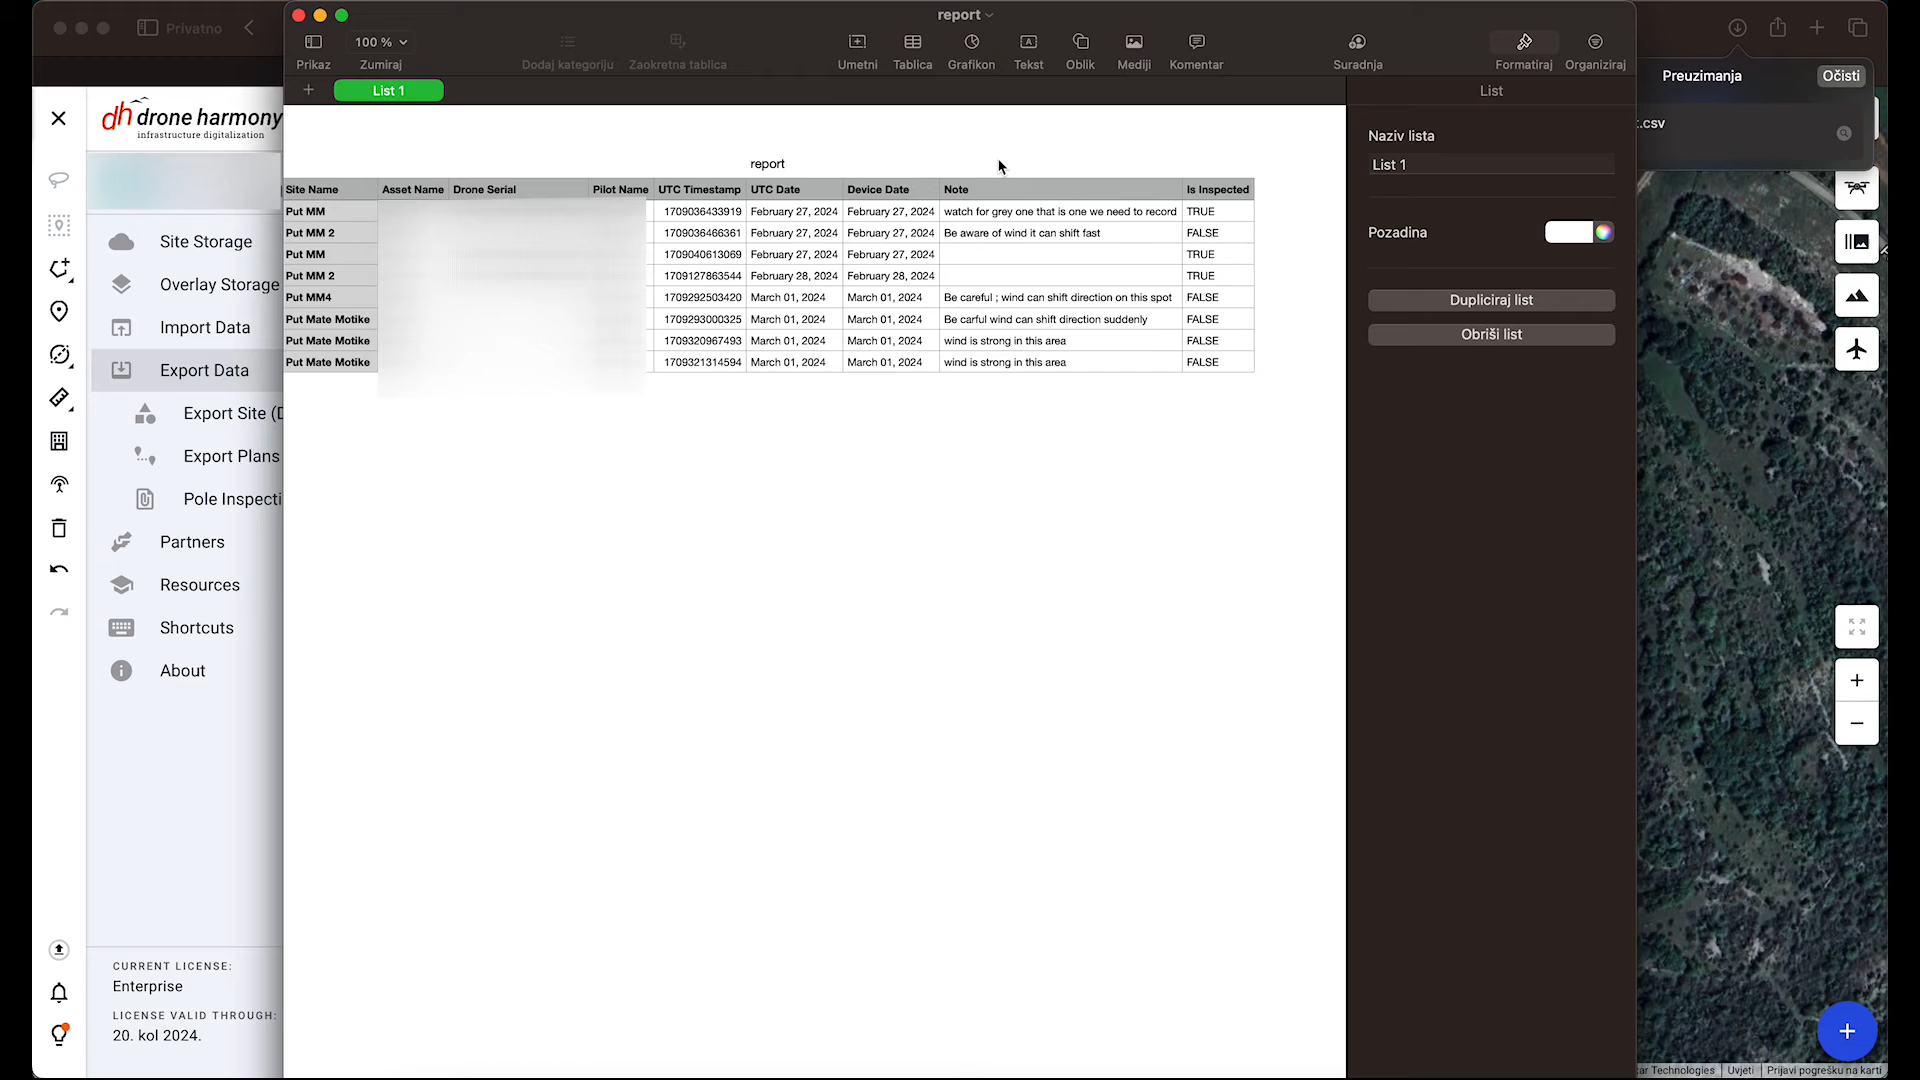 report
Privatno
100 %
Prikaz Zumiraj Dodaj kategoriju Zaokretna tablica Umetni Tablica Grafikon Tekst Oblik Mediji Komentar Suradnja Formatiraj Organiziraj
Preuzimanja Očisti
.csv
List 1
List
dh drone harmony
infrastructure digitalization
Naziv lista
List 1
Pozadina
Dupliciraj list
Obriši list
report
Site Name Asset Name Drone Serial Pilot Name UTC Timestamp UTC Date Device Date Note Is Inspected
Put MM 1709036433919 February 27, 2024 February 27, 2024 watch for grey one that is one we need to record TRUE
Put MM 2 1709036466361 February 27, 2024 February 27, 2024 Be aware of wind it can shift fast FALSE
Put MM 1709040613069 February 27, 2024 February 27, 2024 TRUE
Put MM 2 1709127863544 February 28, 2024 February 28, 2024 TRUE
Put MM4 1709292503420 March 01, 2024 March 01, 2024 Be careful ; wind can shift direction on this spot FALSE
Put Mate Motike 1709293000325 March 01, 2024 March 01, 2024 Be carful wind can shift direction suddenly FALSE
Put Mate Motike 1709320967493 March 01, 2024 March 01, 2024 wind is strong in this area FALSE
Put Mate Motike 1709321314594 March 01, 2024 March 01, 2024 wind is strong in this area FALSE
Site Storage
Overlay Storage
Import Data
Export Data
Export Site (D
Export Plans
Pole Inspecti
Partners
Resources
Shortcuts
About
CURRENT LICENSE:
Enterprise
LICENSE VALID THROUGH:
20. kol 2024.
ar Technologies Uvjeti Prijavi pogrešku na karti